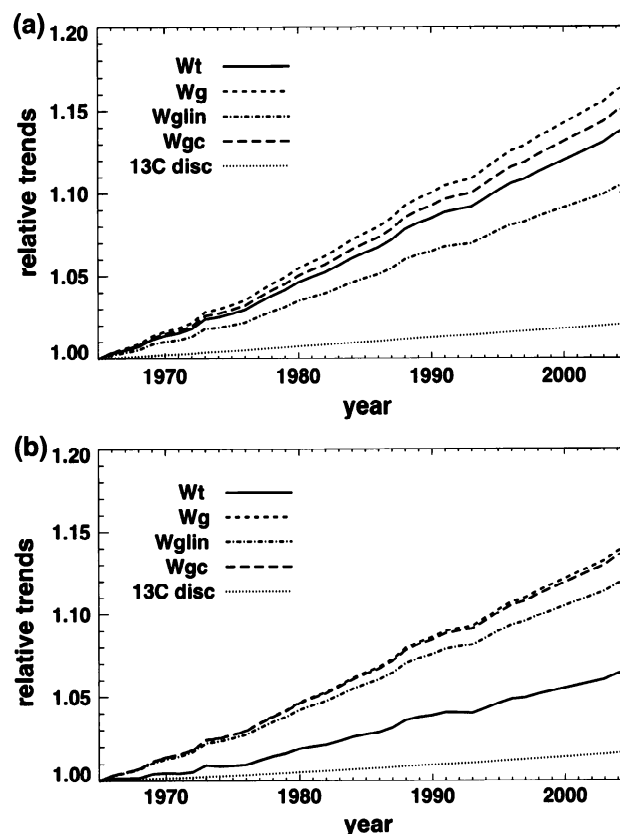 (a)
1.20
1.15
1.10
1.05
1.00
relative trends
Wt
Wg
Wglin
Wgc
13C disc
1970 1980 1990 2000
year
(b)
1.20
1.15
1.10
1.05
1.00
relative trends
Wt
Wg
Wglin
Wgc
13C disc
1970 1980 1990 2000
year